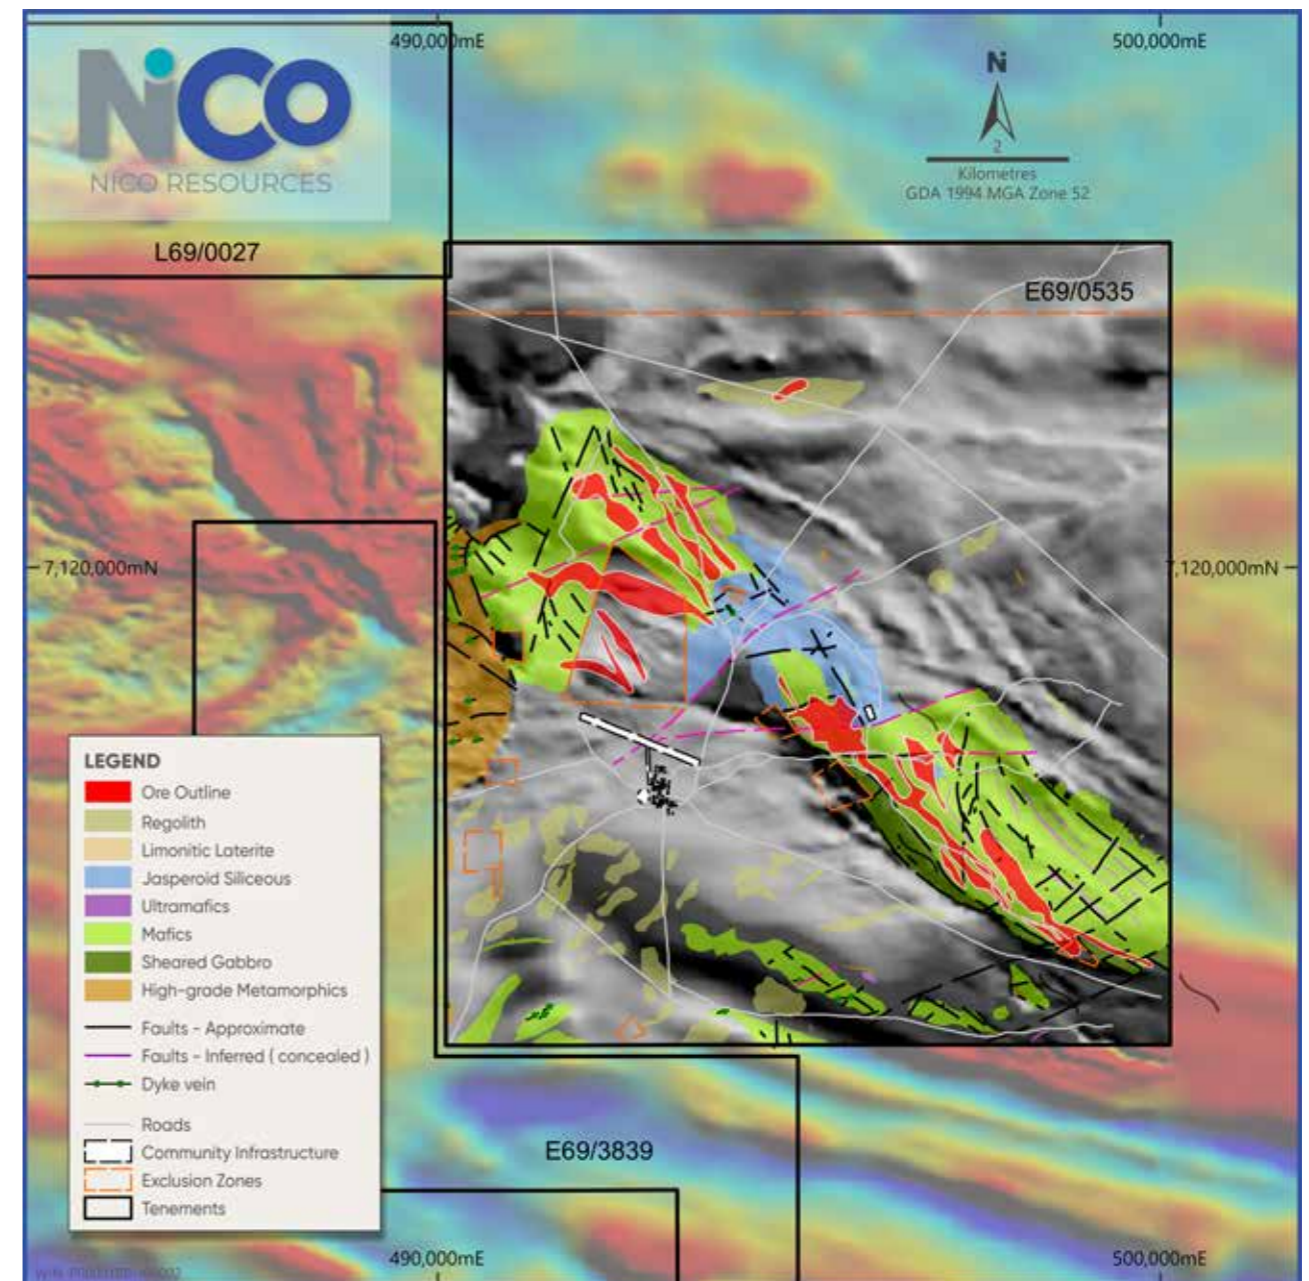 490,000mE
500,000mE
NiCo
NICO RESOURCES
N
2
Kilometres
GDA 1994 MGA Zone 52
L69/0027
E69/0535
7,120,000mN
7,120,000mN
LEGEND
Ore Outline
Regolith
Limonitic Laterite
Jasperoid Siliceous
Ultramafics
Mafics
Sheared Gabbro
High-grade Metamorphics
Faults - Approximate
Faults - Inferred ( concealed )
Dyke vein
Roads
Community Infrastructure
Exclusion Zones
Tenements
E69/3839
490,000mE
500,000mE